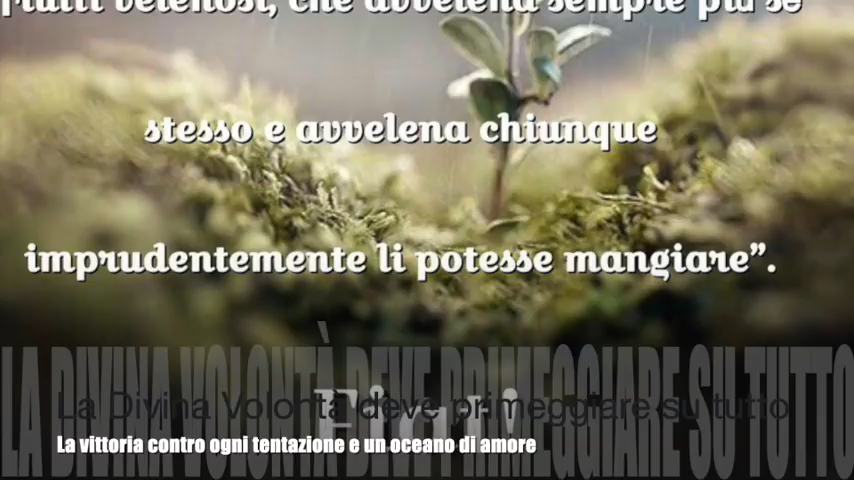 frutti velenosi, che avvelena sempre più se
stesso e avvelena chiunque
imprudentemente li potesse mangiare”.
LA DIVINA VOLONTÀ DEVE PRIMEGGIARE SU TUTTO
La Divina Volontà deve primeggiare su tutto
La vittoria contro ogni tentazione e un oceano di amore